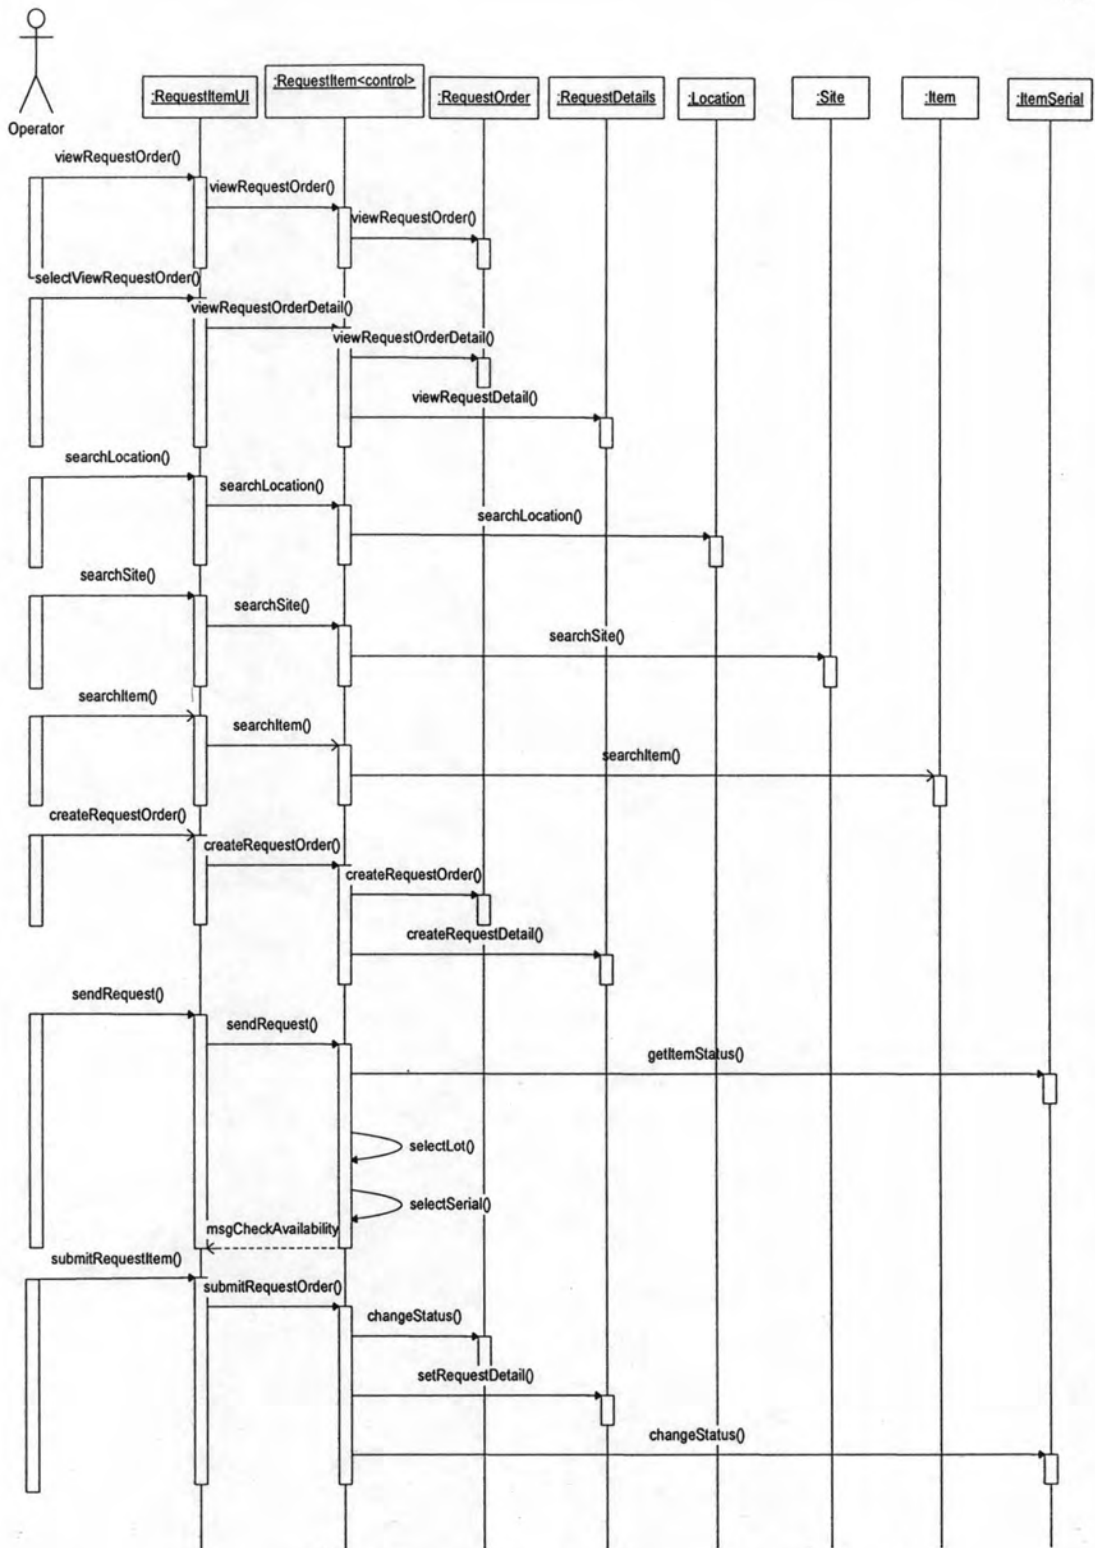 :RequestItemUI
:RequestItem<control>
:RequestOrder
:RequestDetails
:Location
:Site
:Item
:ItemSerial
Operator
viewRequestOrder()
viewRequestOrder()
viewRequestOrder()
selectViewRequestOrder()
viewRequestOrderDetail()
viewRequestOrderDetail()
viewRequestDetail()
searchLocation()
searchLocation()
searchLocation()
searchSite()
searchSite()
searchSite()
searchItem()
searchItem()
searchItem()
createRequestOrder()
createRequestOrder()
createRequestOrder()
createRequestDetail()
sendRequest()
sendRequest()
getItemStatus()
selectLot()
selectSerial()
msgCheckAvailability
submitRequestItem()
submitRequestOrder()
changeStatus()
setRequestDetail()
changeStatus()